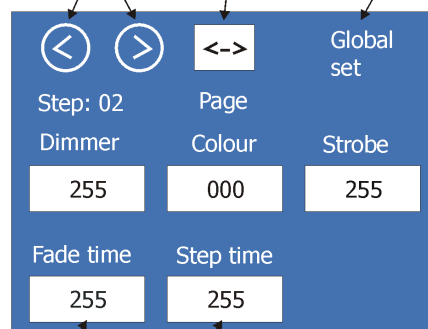 < > <-> Global
set
Step: 02 Page
Dimmer Colour Strobe
255 000 255
Fade time Step time
255 255